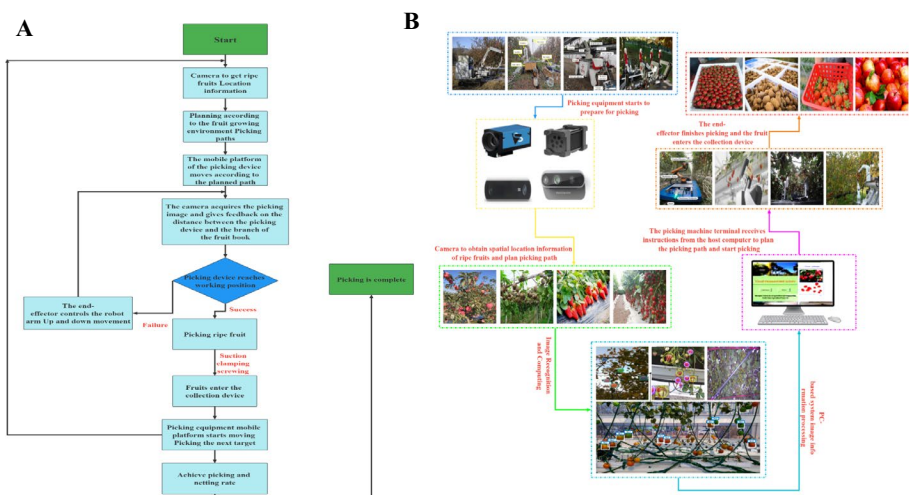 A
Start
Camera to get ripe
fruits Location
information
Planning according
to the fruit growing
environment Picking
paths
The mobile platform
of the picking device
moves according to
the planned path
The camera acquires the picking
image and gives feedback on the
distance between the picking
device and the branch of
the fruit book
Picking device reaches
working position
The end-
effector controls the robot
arm Up and down movement
Failure
Success
Picking ripe fruit
Suction
clamping
screwing
Fruits enter the
collection device
Picking equipment mobile
platform starts moving
Picking the next target
Achieve picking and
netting rate
Picking is complete
B
Picking equipment starts to
prepare for picking
Camera to obtain spatial location information
of ripe fruits and plan picking path
Image Recognition
and Computing
PC-
based system image info
rmation processing
The picking machine terminal receives
instructions from the host computer to plan
the picking path and start picking
The end-
effector finishes picking and the fruit
enters the collection device